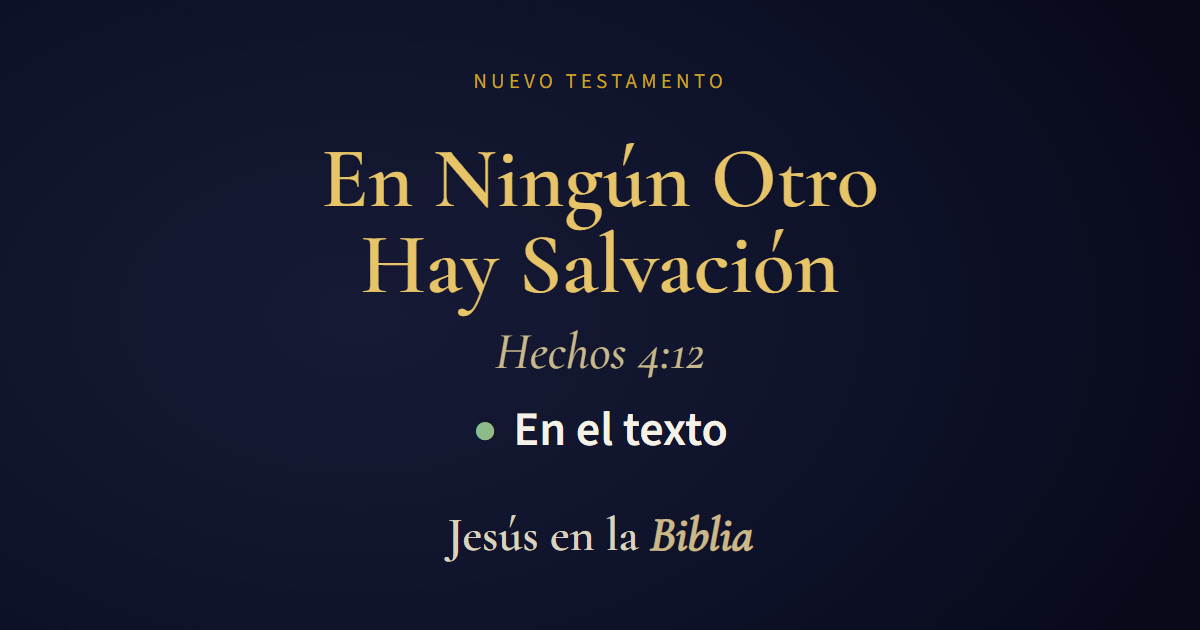 NUEVO TESTAMENTO
En Ningún Otro
Hay Salvación
Hechos 4:12
En el texto
Jesús en la Biblia